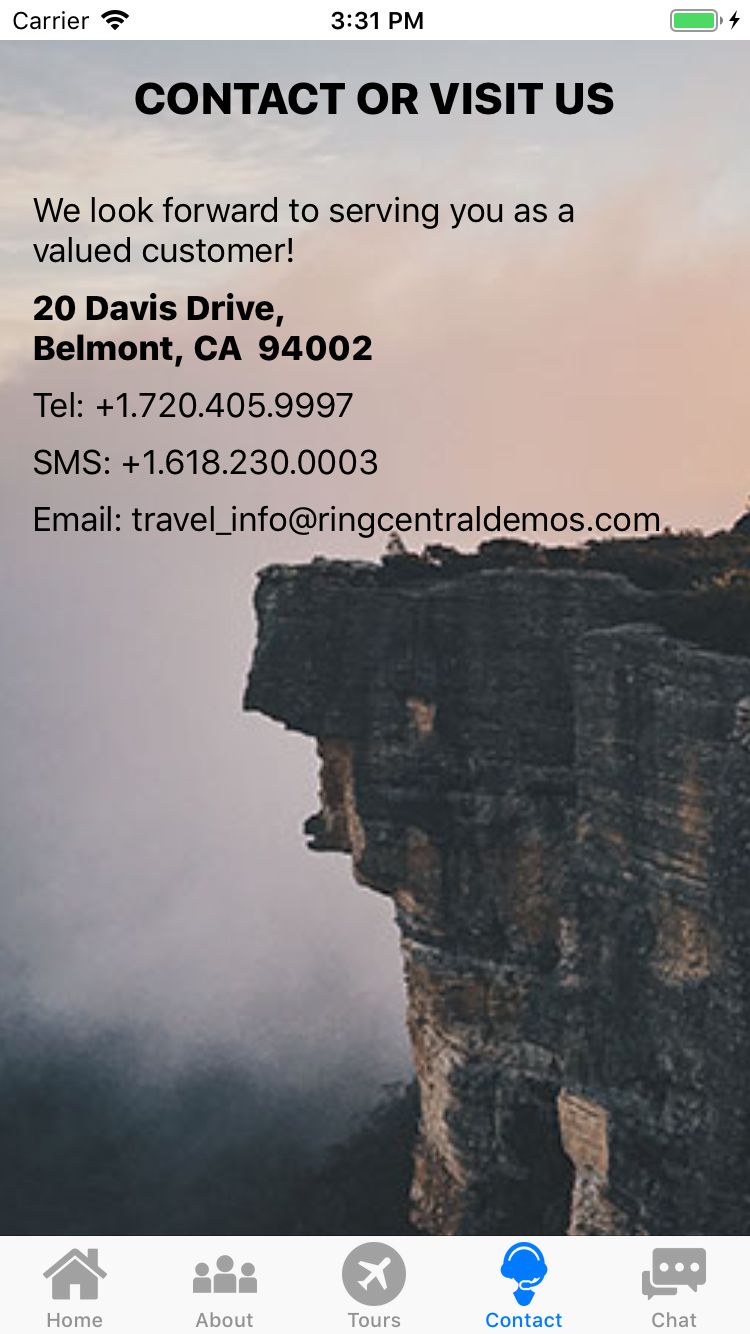 Carrier 3:31 PM
CONTACT OR VISIT US
We look forward to serving you as a
valued customer!
20 Davis Drive,
Belmont, CA  94002
Tel: +1.720.405.9997
SMS: +1.618.230.0003
Email: travel_info@ringcentraldemos.com
Home About Tours Contact Chat